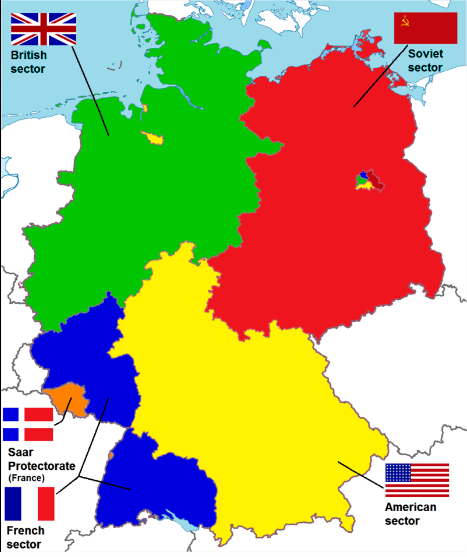 British
sector
Soviet
sector
Saar
Protectorate
(France)
French
sector
American
sector